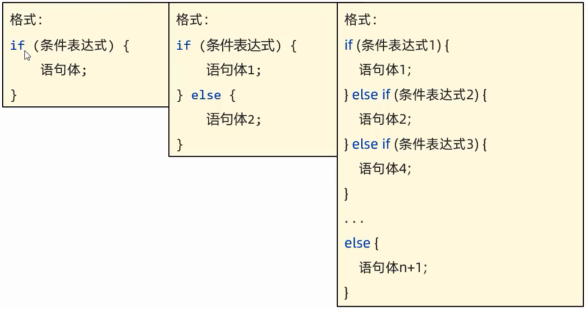 格式：
if (条件表达式) {
语句体;
}
格式：
if (条件表达式) {
语句体1;
} else {
语句体2;
}
格式：
if (条件表达式1) {
语句体1;
} else if (条件表达式2) {
语句体2;
} else if (条件表达式3) {
语句体4;
}
...
else {
语句体n+1;
}